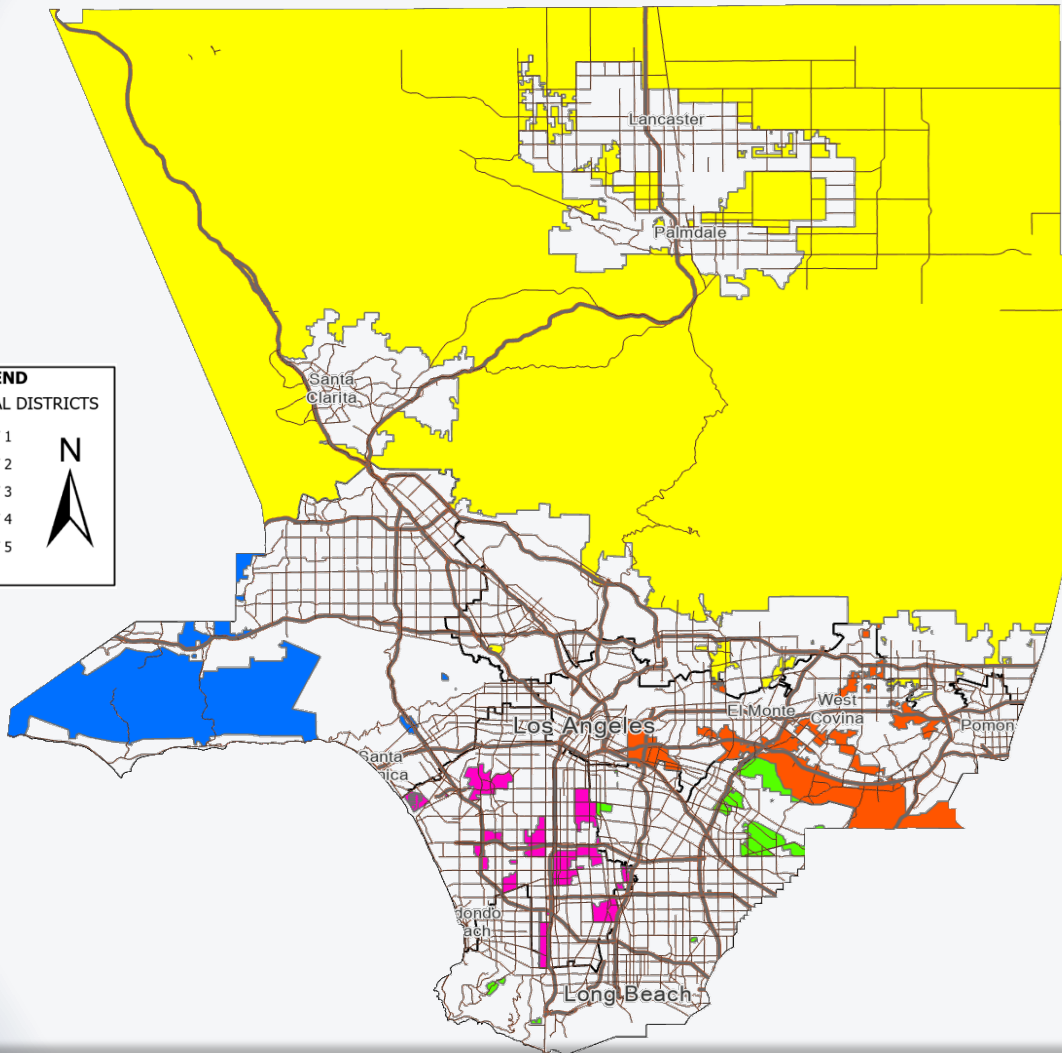 Lancaster
Palmdale
Santa
Clarita
END
AL DISTRICTS
1
N
2
3
4
5
West
Covina
El Monte
Los Angeles
Pomon
Santa
nica
dondo
ach
Long Beach